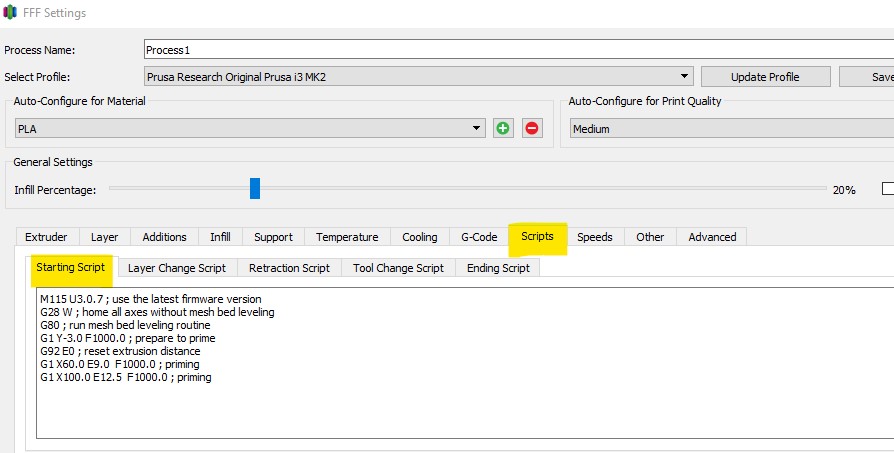 FFF Settings
Process Name: Process1
Select Profile: Prusa Research Original Prusa i3 MK2 Update Profile Save
Auto-Configure for Material Auto-Configure for Print Quality
PLA Medium
General Settings
Infill Percentage: 20%
Extruder Layer Additions Infill Support Temperature Cooling G-Code Scripts Speeds Other Advanced
Starting Script Layer Change Script Retraction Script Tool Change Script Ending Script
M115 U3.0.7 ; use the latest firmware version
G28 W ; home all axes without mesh bed leveling
G80 ; run mesh bed leveling routine
G1 Y-3.0 F1000.0 ; prepare to prime
G92 E0 ; reset extrusion distance
G1 X60.0 E9.0 F1000.0 ; priming
G1 X100.0 E12.5 F1000.0 ; priming